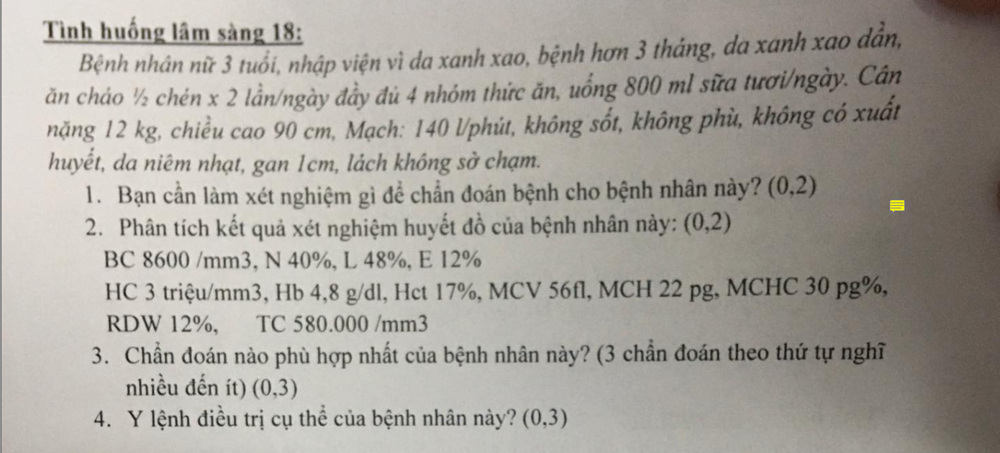 Tình huống lâm sàng 18:
Bệnh nhân nữ 3 tuổi, nhập viện vì da xanh xao, bệnh hơn 3 tháng, da xanh xao dần,
ăn cháo ½ chén x 2 lần/ngày đầy đủ 4 nhóm thức ăn, uống 800 ml sữa tươi/ngày. Cân
nặng 12 kg, chiều cao 90 cm, Mạch: 140 l/phút, không sốt, không phù, không có xuất
huyết, da niêm nhạt, gan 1cm, lách không sờ chạm.
1. Bạn cần làm xét nghiệm gì để chẩn đoán bệnh cho bệnh nhân này? (0,2)
2. Phân tích kết quả xét nghiệm huyết đồ của bệnh nhân này: (0,2)
BC 8600 /mm3, N 40%, L 48%, E 12%
HC 3 triệu/mm3, Hb 4,8 g/dl, Hct 17%, MCV 56fl, MCH 22 pg, MCHC 30 pg%,
RDW 12%, TC 580.000 /mm3
3. Chẩn đoán nào phù hợp nhất của bệnh nhân này? (3 chẩn đoán theo thứ tự nghĩ
nhiều đến ít) (0,3)
4. Y lệnh điều trị cụ thể của bệnh nhân này? (0,3)